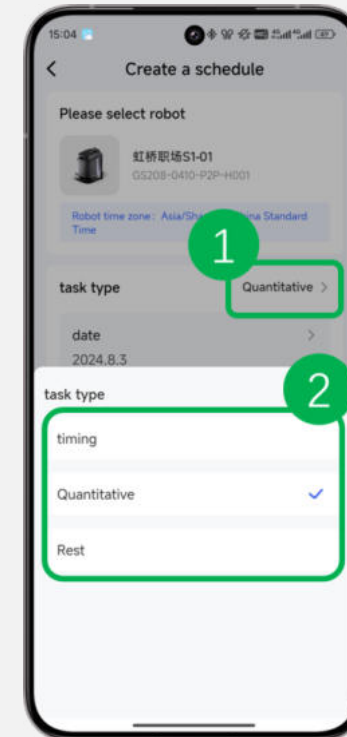 15:04
Create a schedule
Please select robot
虹桥职场S1-01
GS208-0410-P2P-H001
Robot time zone: Asia/Sha
ina Standard
Time
1
task type
Quantitative
date
2024.8.3
2
task type
timing
Quantitative
Rest